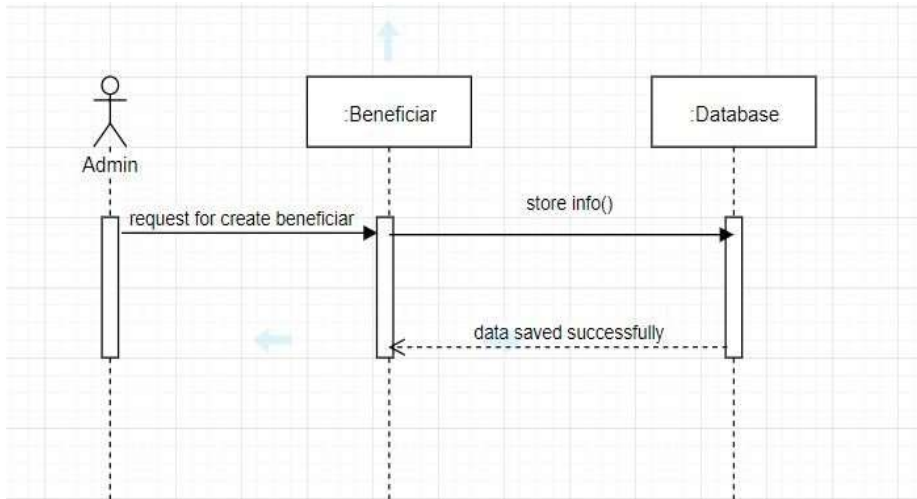 :Beneficiar
:Database
Admin
request for create beneficiar
store info()
data saved successfully